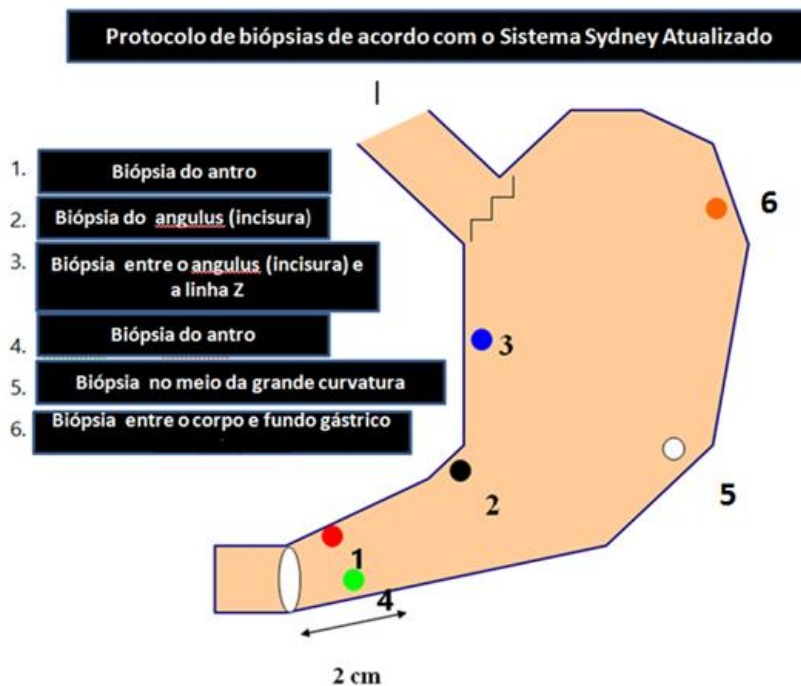 Protocolo de biópsias de acordo com o Sistema Sydney Atualizado
1. Biópsia do antro
2. Biópsia do angulus (incisura)
3. Biópsia entre o angulus (incisura) e
a linha Z
4. Biópsia do antro
5. Biópsia no meio da grande curvatura
6. Biópsia entre o corpo e fundo gástrico
6
3
5
2
1
4
2 cm